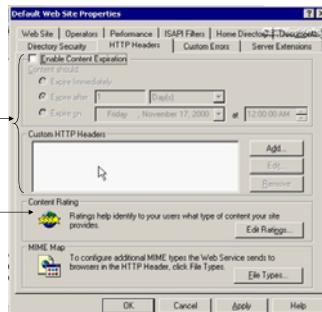 Default Web Site Properties
Web Site | Operators | Performance | ISAPI Filters | Home Directory | Documents
Directory Security | HTTP Headers | Custom Errors | Server Extensions
Enable Content Expiration
Content should:
Expire Immediately
Expire after 1 Day(s)
Expire on Friday , November 17, 2000 at 12:00:00 AM
Custom HTTP Headers
Add...
Edit...
Remove
Content Rating
Ratings help identify to your users what type of content your site
provides.
Edit Ratings...
MIME Map
To configure additional MIME types the Web Service sends to
browsers in the HTTP Header, click File Types.
File Types...
OK Cancel Apply Help